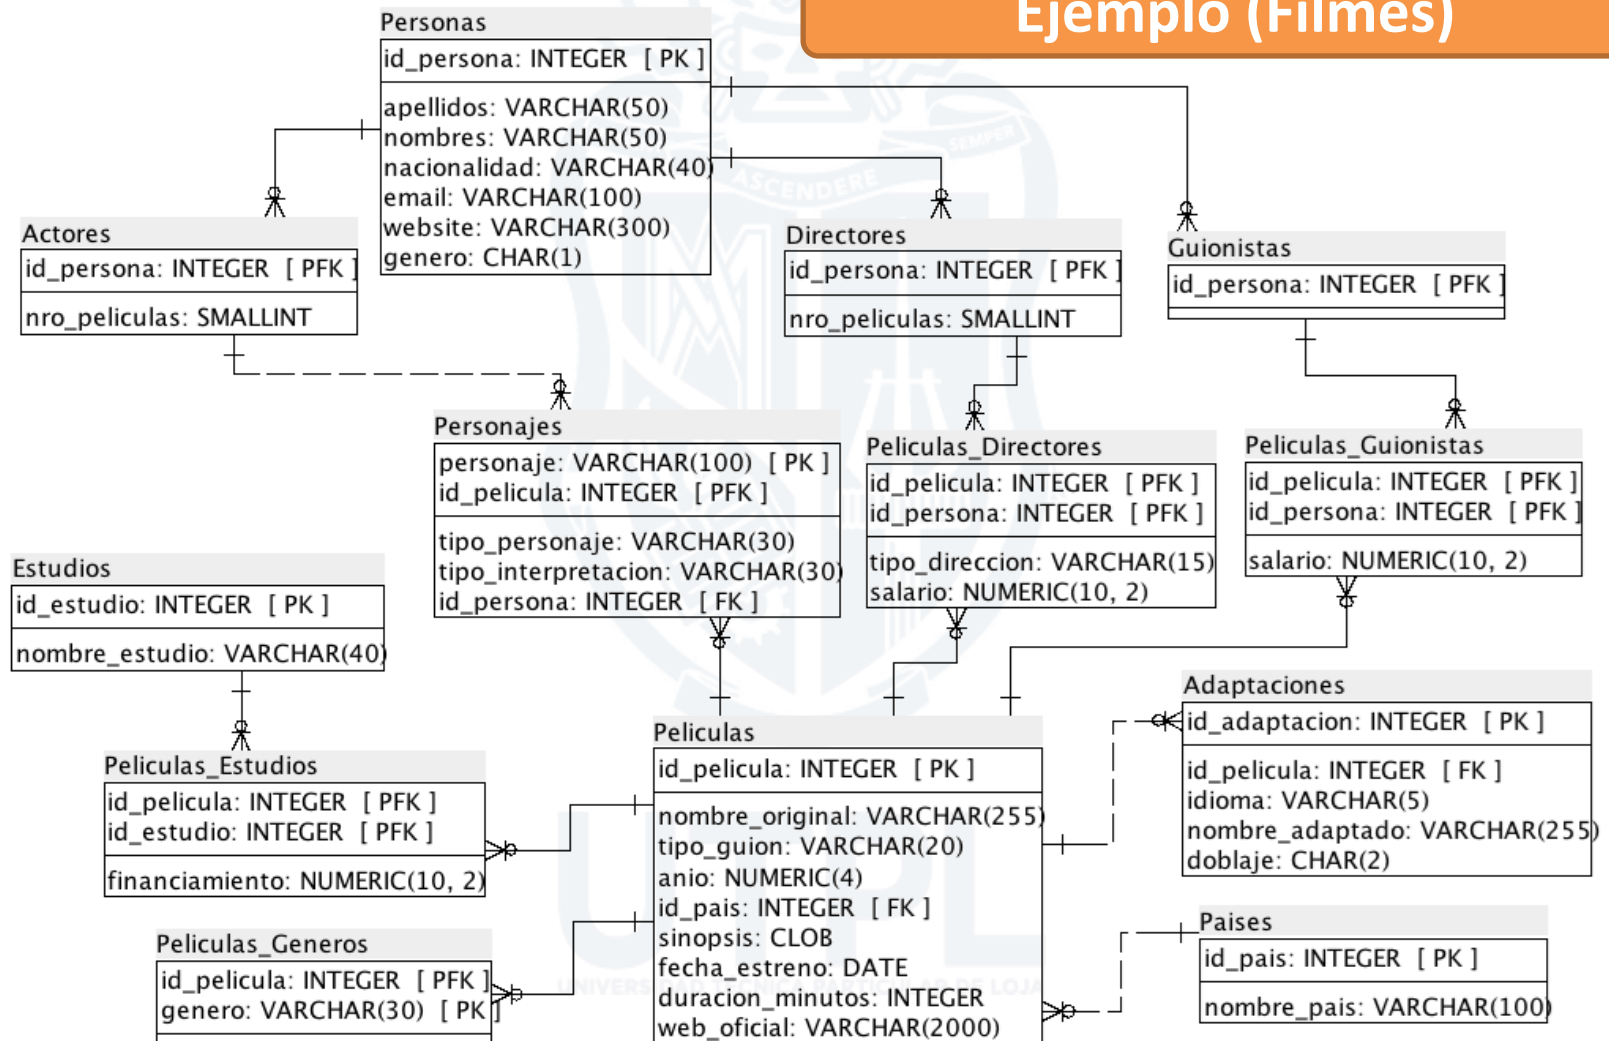 Ejemplo (Filmes)
Personas
id_persona: INTEGER [ PK ]
apellidos: VARCHAR(50)
nombres: VARCHAR(50)
nacionalidad: VARCHAR(40)
email: VARCHAR(100)
website: VARCHAR(300)
genero: CHAR(1)
Actores
id_persona: INTEGER [ PFK ]
nro_peliculas: SMALLINT
Directores
id_persona: INTEGER [ PFK ]
nro_peliculas: SMALLINT
Guionistas
id_persona: INTEGER [ PFK ]
Personajes
personaje: VARCHAR(100) [ PK ]
id_pelicula: INTEGER [ PFK ]
tipo_personaje: VARCHAR(30)
tipo_interpretacion: VARCHAR(30)
id_persona: INTEGER [ FK ]
Peliculas_Directores
id_pelicula: INTEGER [ PFK ]
id_persona: INTEGER [ PFK ]
tipo_direccion: VARCHAR(15)
salario: NUMERIC(10, 2)
Peliculas_Guionistas
id_pelicula: INTEGER [ PFK ]
id_persona: INTEGER [ PFK ]
salario: NUMERIC(10, 2)
Estudios
id_estudio: INTEGER [ PK ]
nombre_estudio: VARCHAR(40)
Peliculas_Estudios
id_pelicula: INTEGER [ PFK ]
id_estudio: INTEGER [ PFK ]
financiamiento: NUMERIC(10, 2)
Peliculas_Generos
id_pelicula: INTEGER [ PFK ]
genero: VARCHAR(30) [ PK ]
Peliculas
id_pelicula: INTEGER [ PK ]
nombre_original: VARCHAR(255)
tipo_guion: VARCHAR(20)
anio: NUMERIC(4)
id_pais: INTEGER [ FK ]
sinopsis: CLOB
fecha_estreno: DATE
duracion_minutos: INTEGER
web_oficial: VARCHAR(2000)
Adaptaciones
id_adaptacion: INTEGER [ PK ]
id_pelicula: INTEGER [ FK ]
idioma: VARCHAR(5)
nombre_adaptado: VARCHAR(255)
doblaje: CHAR(2)
Paises
id_pais: INTEGER [ PK ]
nombre_pais: VARCHAR(100)
ASCENDERE
SEMPER
UTPL
UNIVERSIDAD TÉCNICA PARTICULAR DE LOJA